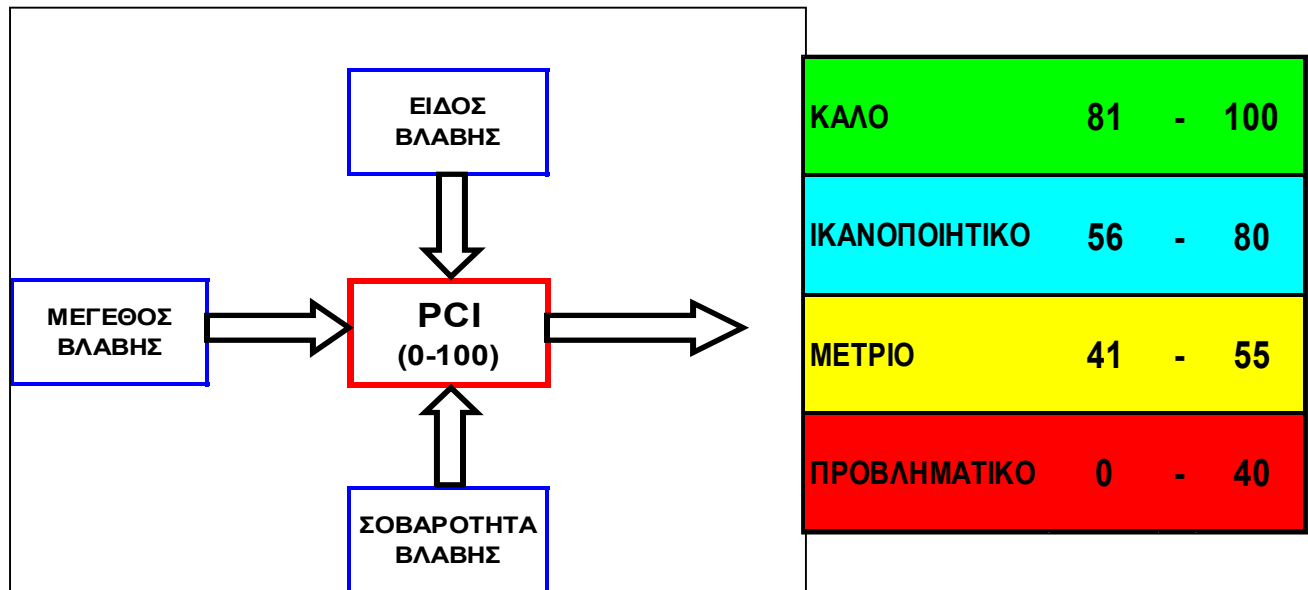 ΕΙΔΟΣ
ΒΛΑΒΗΣ
ΜΕΓΕΘΟΣ
ΒΛΑΒΗΣ
PCI
(0-100)
ΣΟΒΑΡΟΤΗΤΑ
ΒΛΑΒΗΣ
ΚΑΛΟ 81 - 100
ΙΚΑΝΟΠΟΙΗΤΙΚΟ 56 - 80
ΜΕΤΡΙΟ 41 - 55
ΠΡΟΒΛΗΜΑΤΙΚΟ 0 - 40